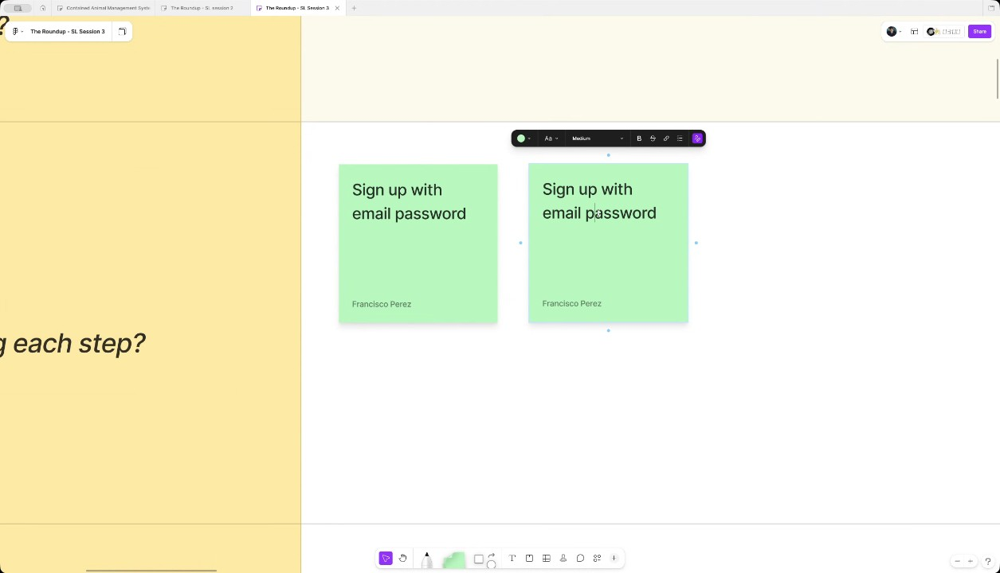 Contained Animal Management Syste
The Roundup - SL session 2
The Roundup - SL Session 3
?
The Roundup - SL Session 3
Share
Aa
Medium
B
S
Sign up with
email password
Francisco Perez
Sign up with
email password
Francisco Perez
g each step?
T
?